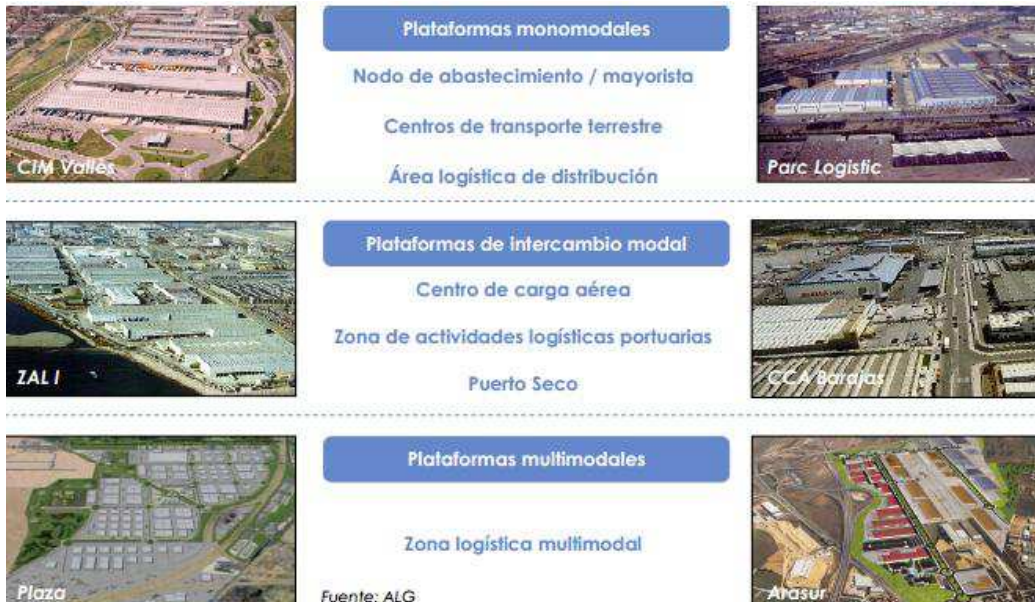 Plataformas monomodales
Nodo de abastecimiento / mayorista
Centros de transporte terrestre
Área logística de distribución
CIM Vallès
Parc Logistic
Plataformas de intercambio modal
Centro de carga aérea
Zona de actividades logísticas portuarias
Puerto Seco
ZAL I
CCA Barajas
Plataformas multimodales
Zona logística multimodal
Plaza
Fuente: ALG
Arasur